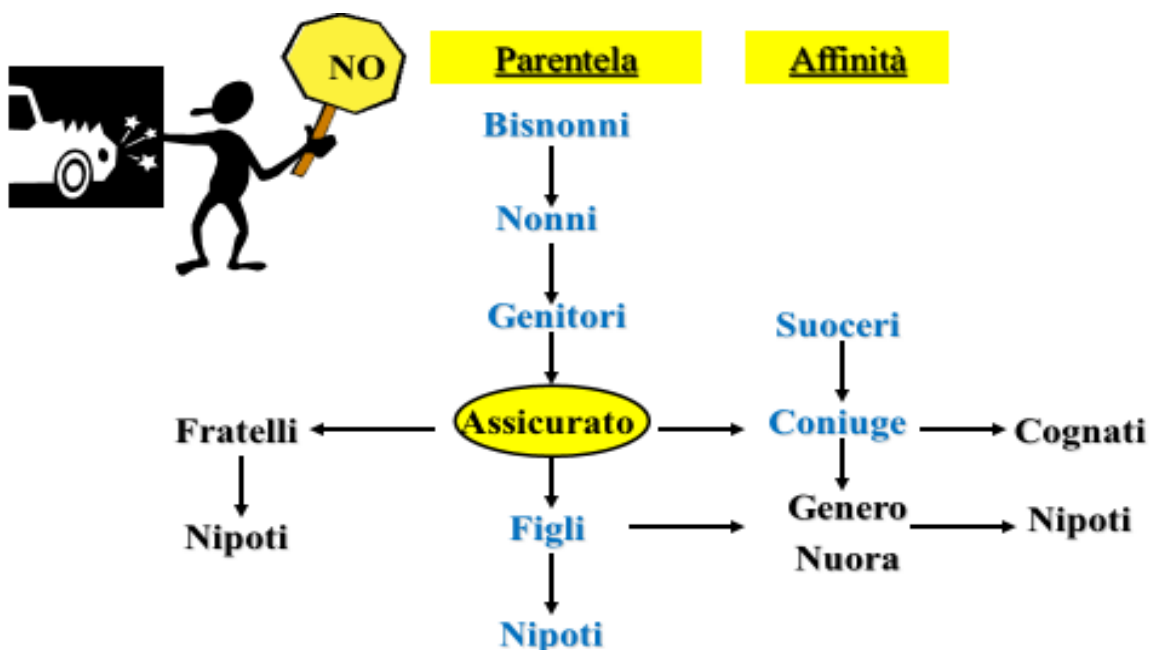 NO
Parentela
Affinità
Bisnonni
Nonni
Genitori
Suoceri
Fratelli
Assicurato
Coniuge
Cognati
Nipoti
Figli
Genero
Nuora
Nipoti
Nipoti